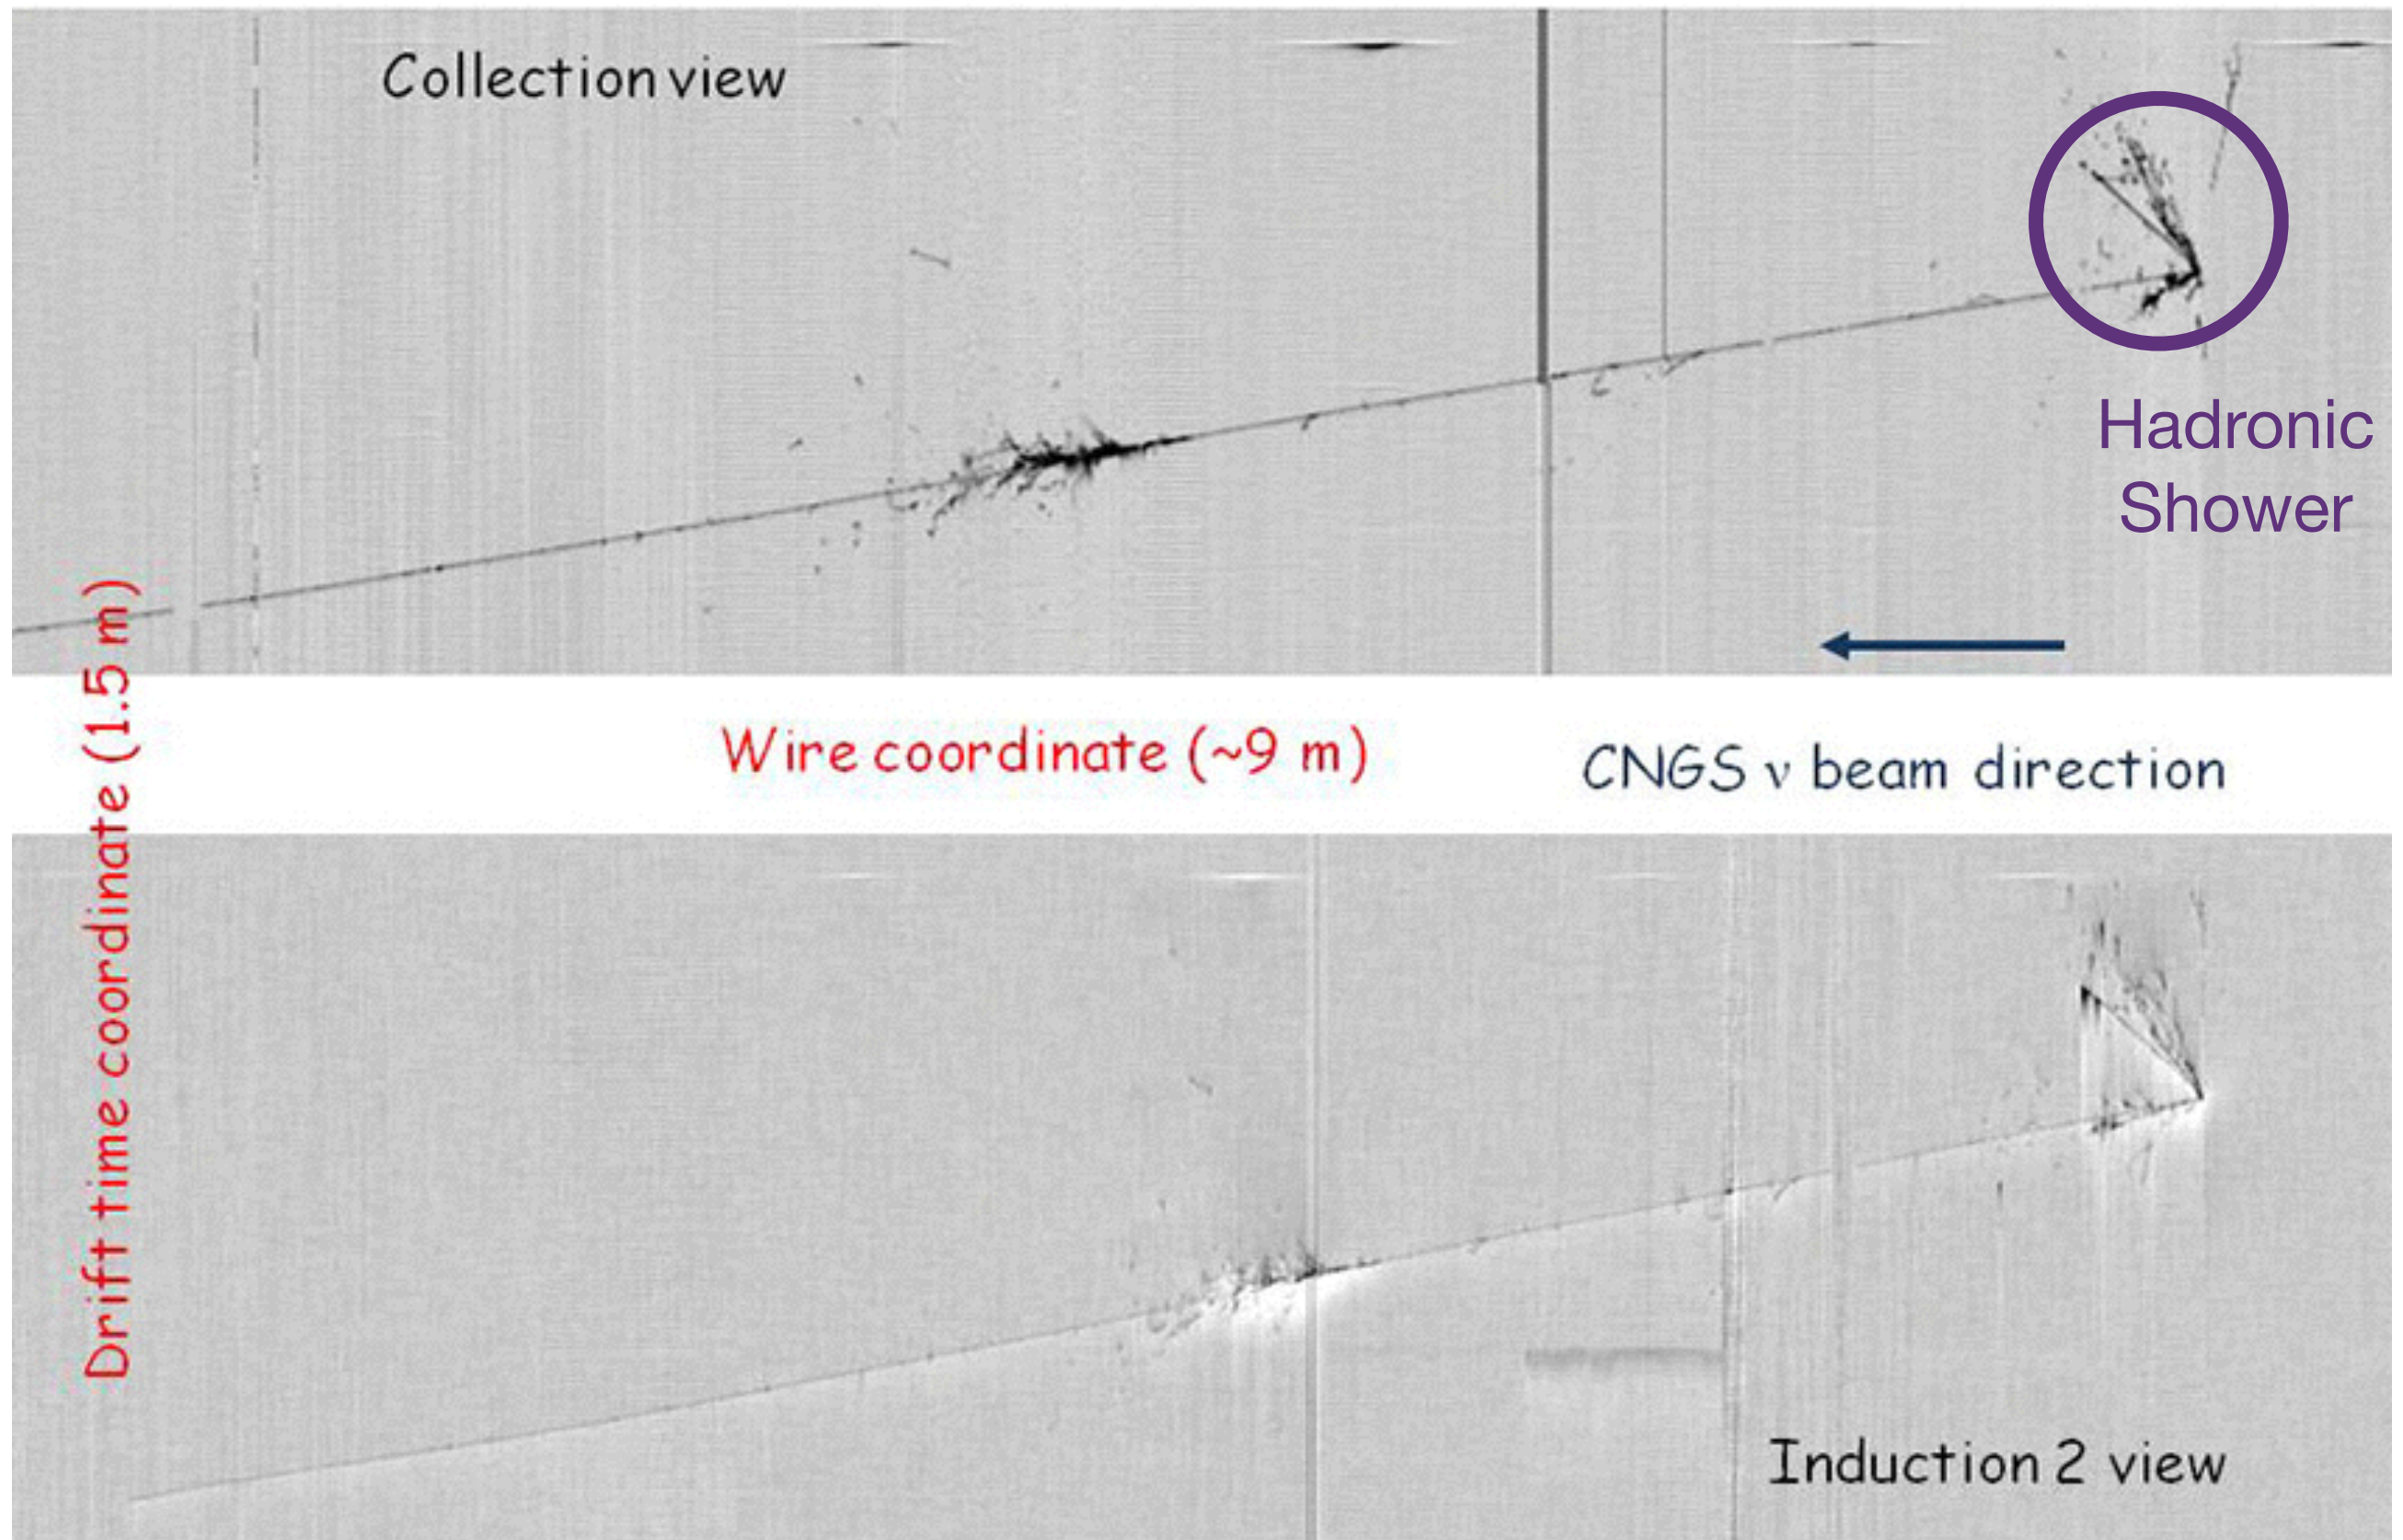 Collection view
Hadronic
Shower
Drift time coordinate (1.5 m)
Wire coordinate (~9 m)
CNGS ν beam direction
Induction 2 view